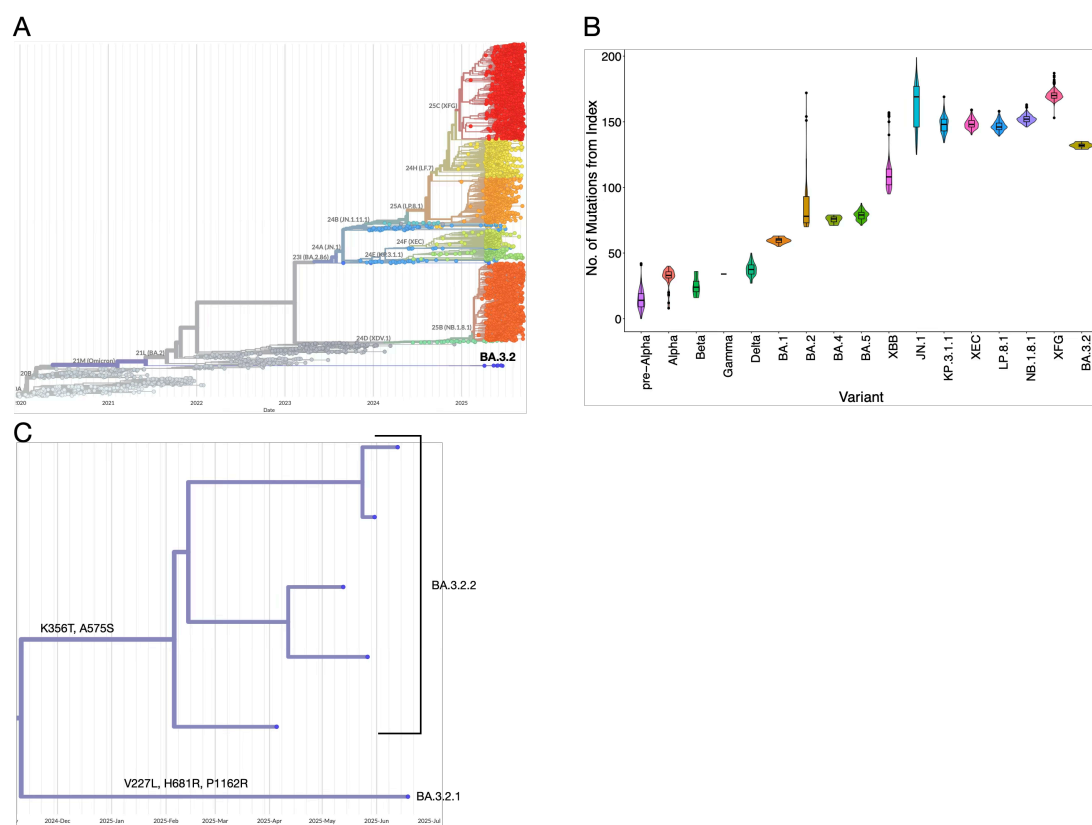 A
25C (XFG)
24H (LF.7)
25A (LP.8.1)
24B (JN.1.11.1)
24F (XEC)
24A (JN.1)
24E (KP.3.1.1)
23I (BA.2.86)
25B (NB.1.8.1)
24D (XDV.1)
21L (BA.2)
BA.3.2
21M (Omicron)
20B
2021
2022
2023
2024
2025
Date
B
No. of Mutations from Index
200
150
100
50
0
pre-Alpha
Alpha
Beta
Gamma
Delta
BA.1
BA.2
BA.4
BA.5
XBB
JN.1
KP.3.1.1
XEC
LP.8.1
NB.1.8.1
XFG
BA.3.2
Variant
C
BA.3.2.2
K356T, A575S
V227L, H681R, P1162R
BA.3.2.1
2024-Dec
2025-Jan
2025-Feb
2025-Mar
2025-Apr
2025-May
2025-Jun
2025-Jul